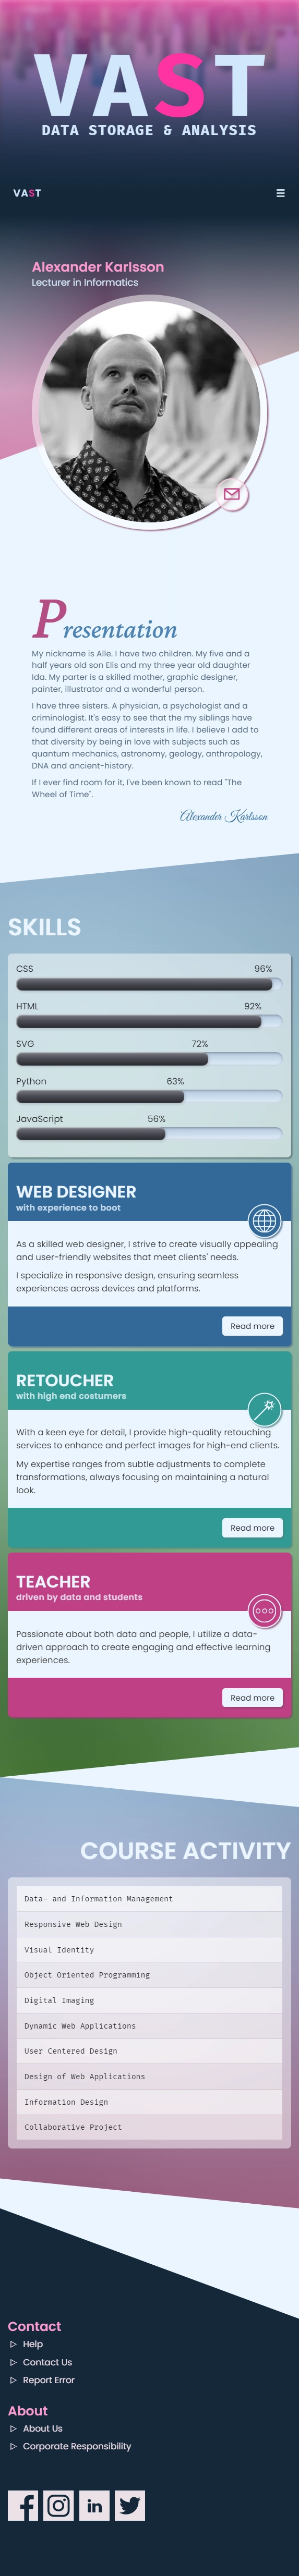 VAST
DATA STORAGE & ANALYSIS
VAST
Alexander Karlsson
Lecturer in Informatics
Presentation
My nickname is Alle. I have two children. My five and a
half years old son Elis and my three year old daughter
Ida. My parter is a skilled mother, graphic designer,
painter, illustrator and a wonderful person.
I have three sisters. A physician, a psychologist and a
criminologist. It's easy to see that the my siblings have
found different areas of interests in life. I believe I add to
that diversity by being in love with subjects such as
quantum mechanics, astronomy, geology, anthropology,
DNA and ancient-history.
If I ever find room for it, I've been known to read "The
Wheel of Time".
Alexander Karlsson
SKILLS
CSS 96%
HTML 92%
SVG 72%
Python 63%
JavaScript 56%
WEB DESIGNER
with experience to boot
As a skilled web designer, I strive to create visually appealing
and user-friendly websites that meet clients' needs.
I specialize in responsive design, ensuring seamless
experiences across devices and platforms.
Read more
RETOUCHER
with high end costumers
With a keen eye for detail, I provide high-quality retouching
services to enhance and perfect images for high-end clients.
My expertise ranges from subtle adjustments to complete
transformations, always focusing on maintaining a natural
look.
Read more
TEACHER
driven by data and students
Passionate about both data and people, I utilize a data-
driven approach to create engaging and effective learning
experiences.
Read more
COURSE ACTIVITY
Data- and Information Management
Responsive Web Design
Visual Identity
Object Oriented Programming
Digital Imaging
Dynamic Web Applications
User Centered Design
Design of Web Applications
Information Design
Collaborative Project
Contact
Help
Contact Us
Report Error
About
About Us
Corporate Responsibility